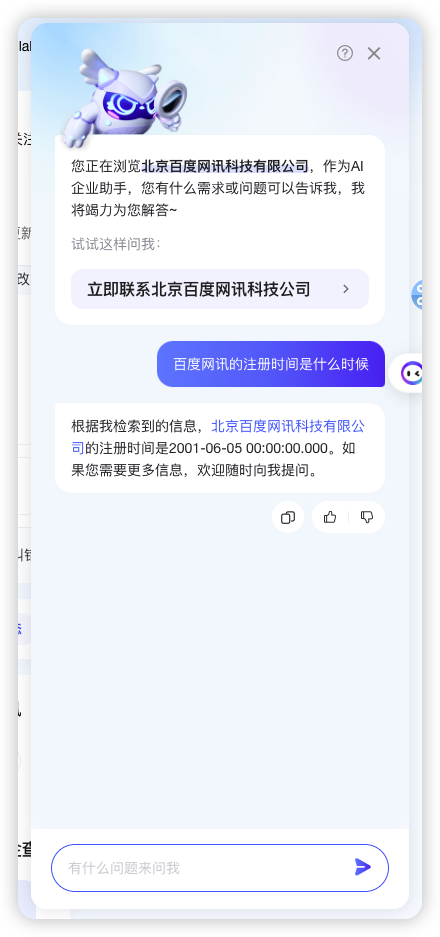 您正在浏览北京百度网讯科技有限公司，作为AI
企业助手，您有什么需求或问题可以告诉我，我
将竭力为您解答~
试试这样问我：
立即联系北京百度网讯科技公司
百度网讯的注册时间是什么时候
根据我检索到的信息，北京百度网讯科技有限公
司的注册时间是2001-06-05 00:00:00.000。如
果您需要更多信息，欢迎随时向我提问。
有什么问题来问我